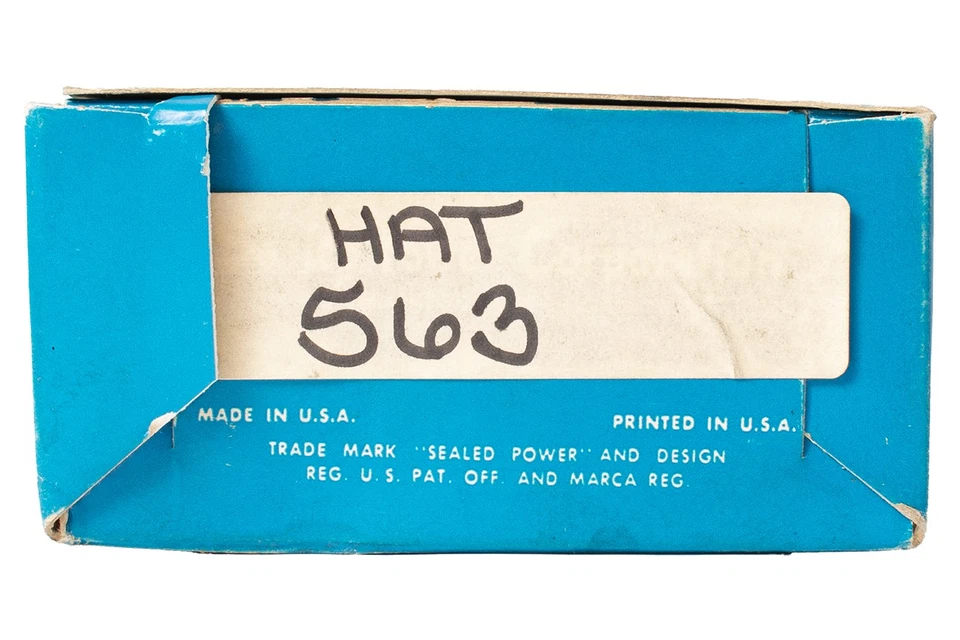 HAT
563
MADE IN U.S.A.
PRINTED IN U.S.A.
TRADE MARK "SEALED POWER" AND DESIGN
REG. U.S. PAT. OFF. AND MARCA REG.